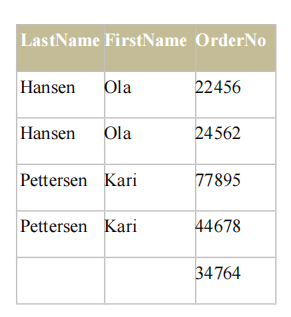 LastName FirstName OrderNo
Hansen Ola 22456
Hansen Ola 24562
Pettersen Kari 77895
Pettersen Kari 44678
34764